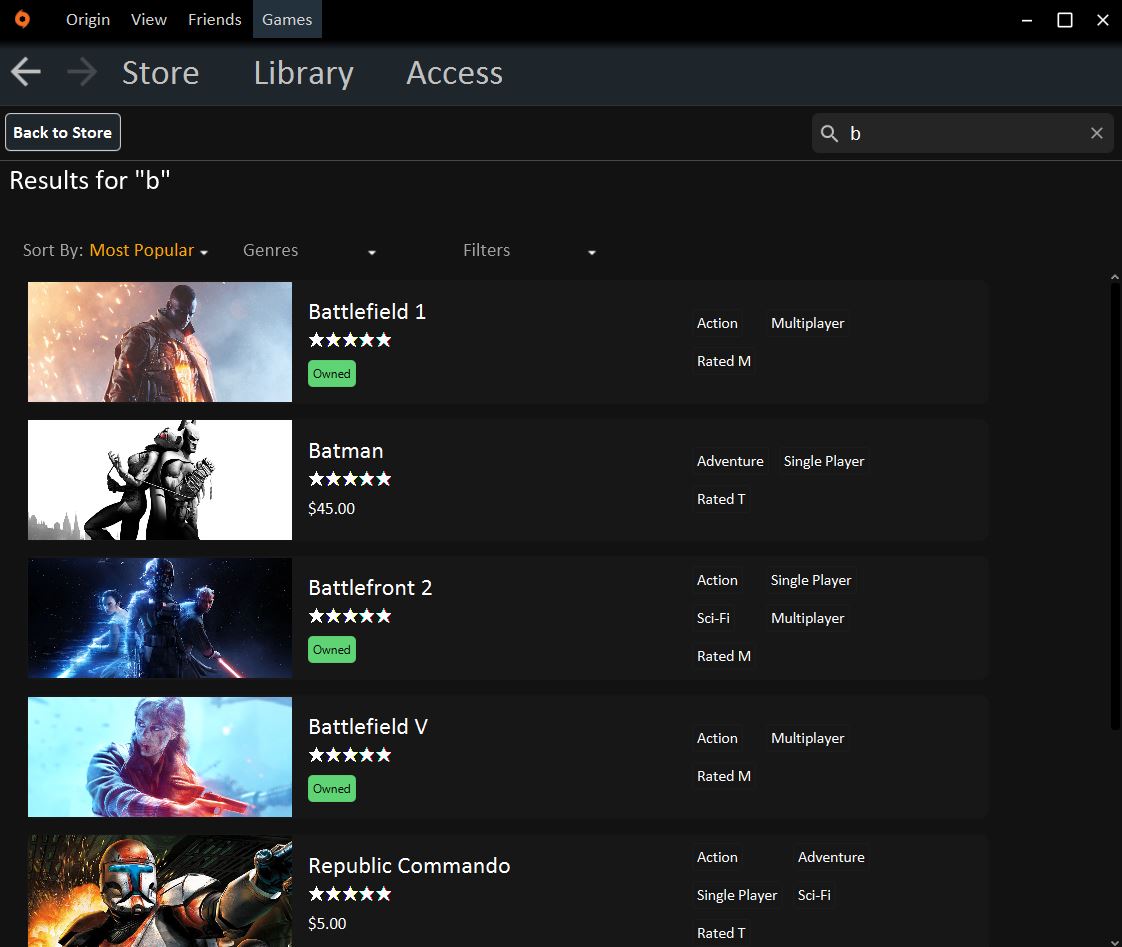 Origin View Friends Games
Store Library Access
Back to Store
b
Results for "b"
Sort By: Most Popular Genres Filters
Battlefield 1
Owned
Action Multiplayer
Rated M
Batman
$45.00
Adventure Single Player
Rated T
Battlefront 2
Owned
Action Single Player
Sci-Fi Multiplayer
Rated M
Battlefield V
Owned
Action Multiplayer
Rated M
Republic Commando
$5.00
Action Adventure
Single Player Sci-Fi
Rated T